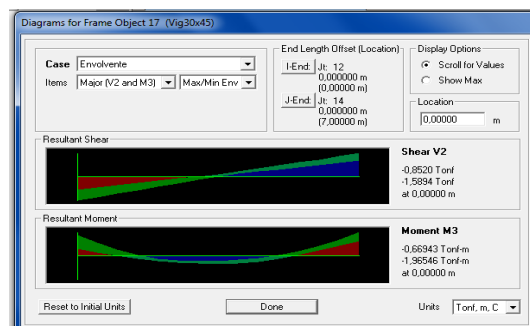 Diagrams for Frame Object 17 (Vig30x45)
Case Envolvente
Items Major (V2 and M3) Max/Min Env
End Length Offset (Location)
I-End: Jt: 12
0,000000 m
(0,00000 m)
J-End: Jt: 14
0,000000 m
(7,00000 m)
Display Options
Scroll for Values
Show Max
Location
0,00000 m
Resultant Shear
Shear V2
-0,8520 Tonf
-1,5894 Tonf
at 0,00000 m
Resultant Moment
Moment M3
-0,66943 Tonf-m
-1,96546 Tonf-m
at 0,00000 m
Reset to Initial Units
Done
Units Tonf, m, C